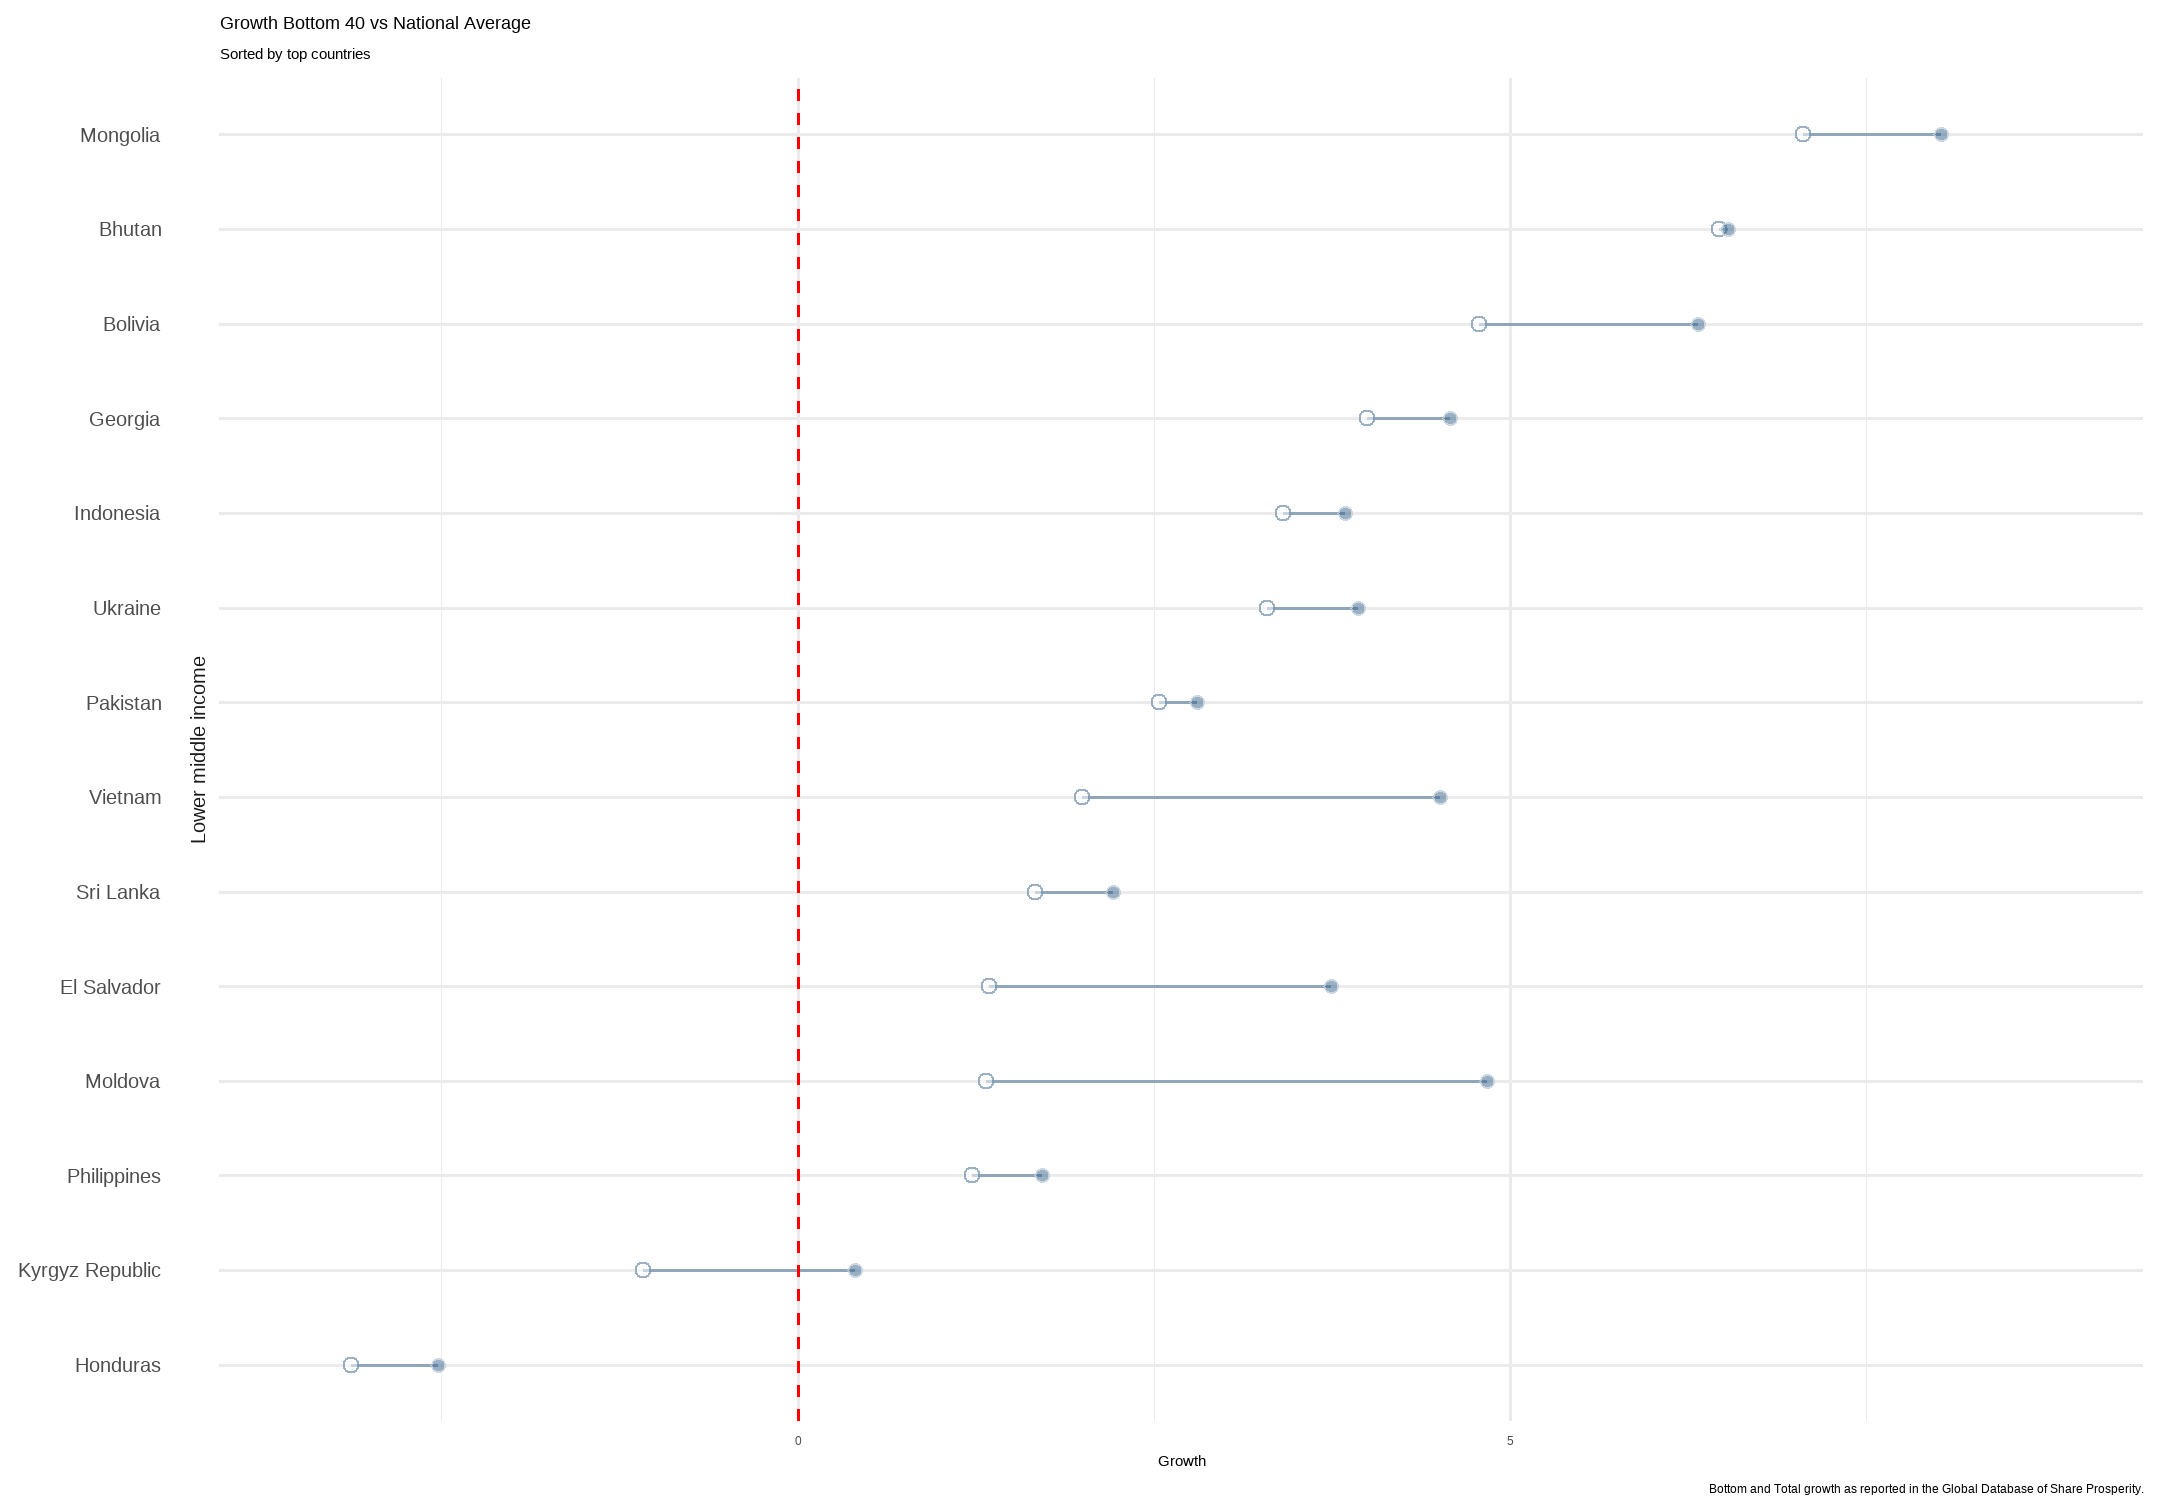 Growth Bottom 40 vs National Average
Sorted by top countries
Mongolia
Bhutan
Bolivia
Georgia
Indonesia
Ukraine
Pakistan
Vietnam
Sri Lanka
El Salvador
Moldova
Philippines
Kyrgyz Republic
Honduras
Lower middle income
0
5
Growth
Bottom and Total growth as reported in the Global Database of Share Prosperity.